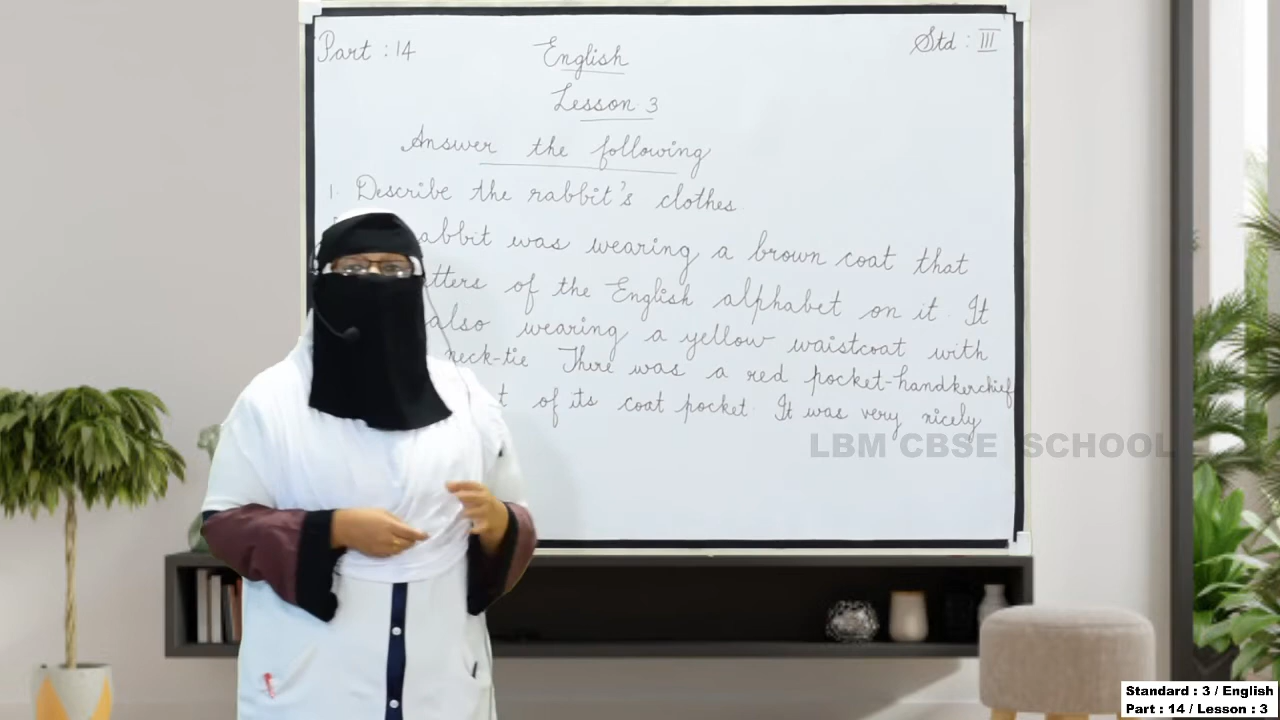 Part : 14
English
Std : III
Lesson 3
Answer the following
1. Describe the rabbit's clothes.
abbit was wearing a brown coat that
tters of the English alphabet on it. It
also wearing a yellow waistcoat with
neck-tie. There was a red pocket-handkerchief
t of its coat pocket. It was very nicely
LBM CBSE SCHOOL
Standard : 3 / English
Part : 14 / Lesson : 3